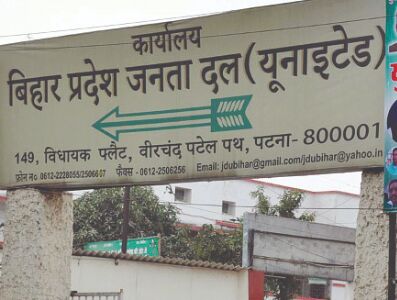 कार्यालय
बिहार प्रदेश जनता दल (यूनाइटेड)
149, विधायक फ्लैट, वीरचंद पटेल पथ, पटना- 800001
फ़ोन न० 0612-2228055/2506607 फैक्स - 0612-2506256 Email: jdubihar@gmail.com/jdubihar@yahoo.in